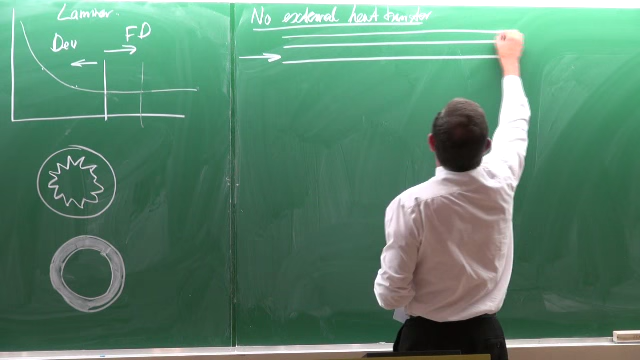 Laminar.
Dev
FD
No external heat transfer